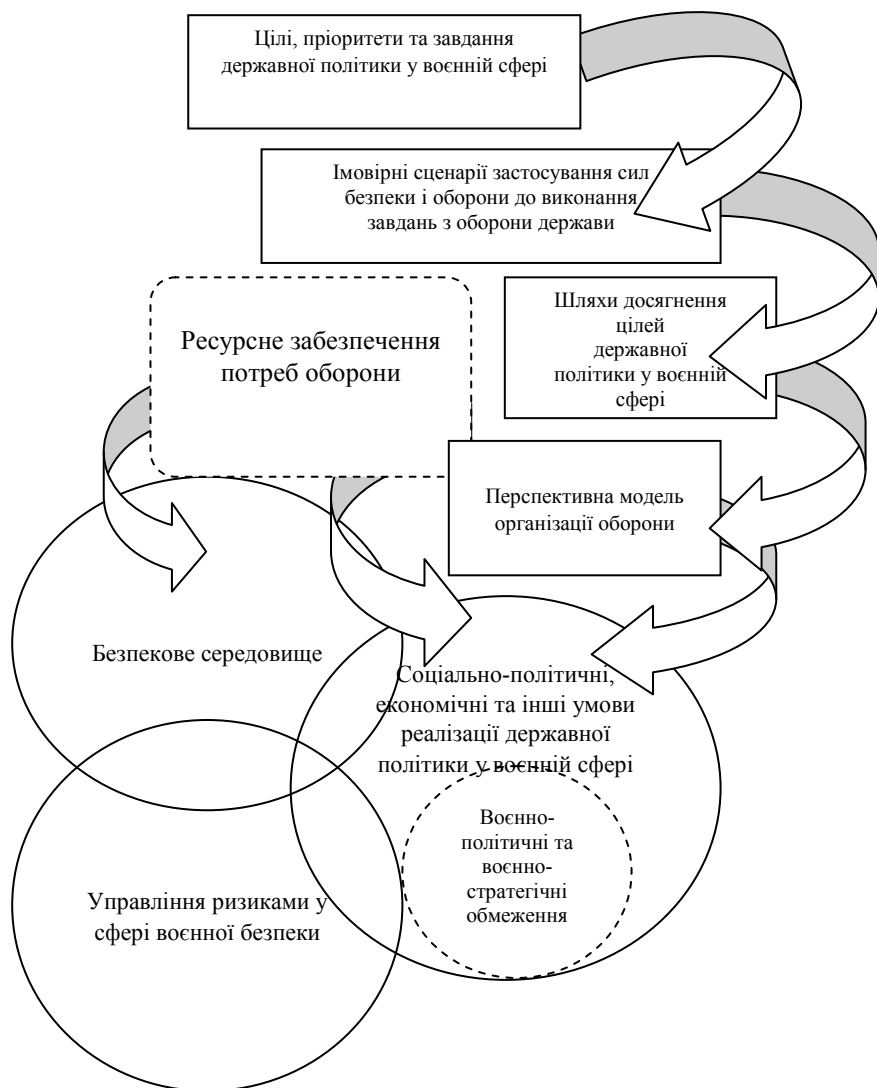 Цілі, пріоритети та завдання
державної політики у воєнній сфері
Імовірні сценарії застосування сил
безпеки і оборони до виконання
завдань з оборони держави
Шляхи досягнення
цілей
державної
політики у воєнній
сфері
Ресурсне забезпечення
потреб оборони
Перспективна модель
організації оборони
Безпекове середовище
Соціально-політичні,
економічні та інші умови
реалізації державної
політики у воєнній сфері
Воєнно-
політичні та
воєнно-
стратегічні
обмеження
Управління ризиками у
сфері воєнної безпеки